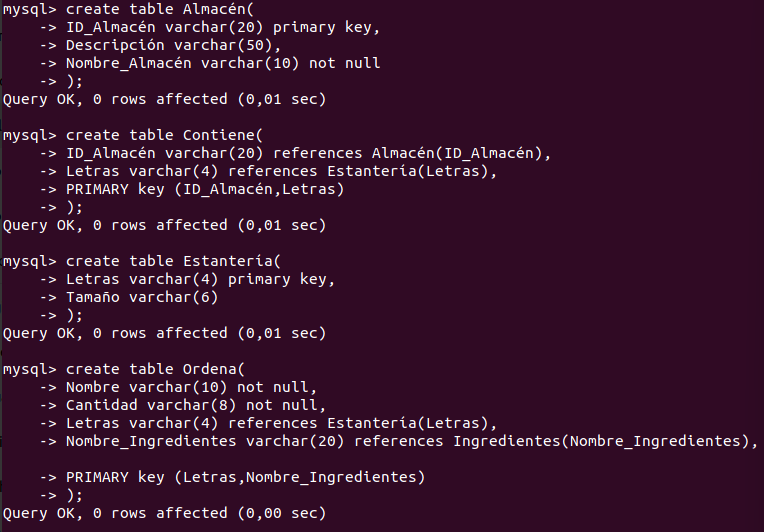 mysql> create table Almacén(
    -> ID_Almacén varchar(20) primary key,
    -> Descripción varchar(50),
    -> Nombre_Almacén varchar(10) not null
    -> );
Query OK, 0 rows affected (0,01 sec)

mysql> create table Contiene(
    -> ID_Almacén varchar(20) references Almacén(ID_Almacén),
    -> Letras varchar(4) references Estantería(Letras),
    -> PRIMARY key (ID_Almacén,Letras)
    -> );
Query OK, 0 rows affected (0,01 sec)

mysql> create table Estantería(
    -> Letras varchar(4) primary key,
    -> Tamaño varchar(6)
    -> );
Query OK, 0 rows affected (0,01 sec)

mysql> create table Ordena(
    -> Nombre varchar(10) not null,
    -> Cantidad varchar(8) not null,
    -> Letras varchar(4) references Estantería(Letras),
    -> Nombre_Ingredientes varchar(20) references Ingredientes(Nombre_Ingredientes),

    -> PRIMARY key (Letras,Nombre_Ingredientes)
    -> );
Query OK, 0 rows affected (0,00 sec)